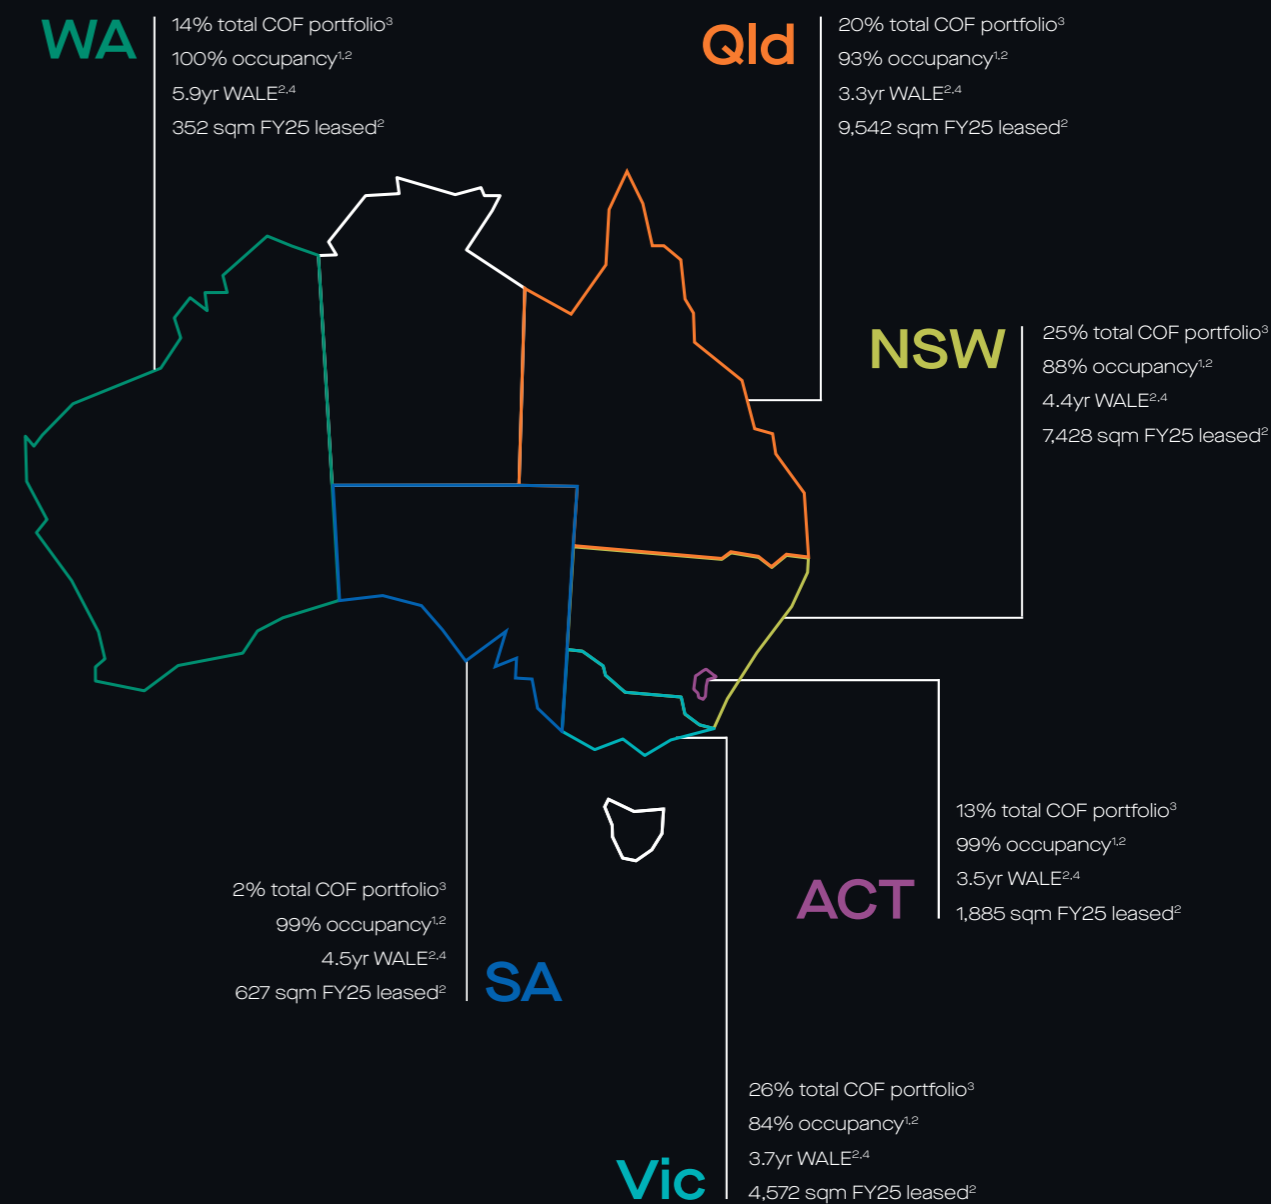 WA
14% total COF portfolio³
100% occupancy¹,²
5.9yr WALE²,⁴
352 sqm FY25 leased²
Qld
20% total COF portfolio³
93% occupancy¹,²
3.3yr WALE²,⁴
9,542 sqm FY25 leased²
NSW
25% total COF portfolio³
88% occupancy¹,²
4.4yr WALE²,⁴
7,428 sqm FY25 leased²
ACT
13% total COF portfolio³
99% occupancy¹,²
3.5yr WALE²,⁴
1,885 sqm FY25 leased²
2% total COF portfolio³
99% occupancy¹,²
4.5yr WALE²,⁴
627 sqm FY25 leased²
SA
Vic
26% total COF portfolio³
84% occupancy¹,²
3.7yr WALE²,⁴
4,572 sqm FY25 leased²